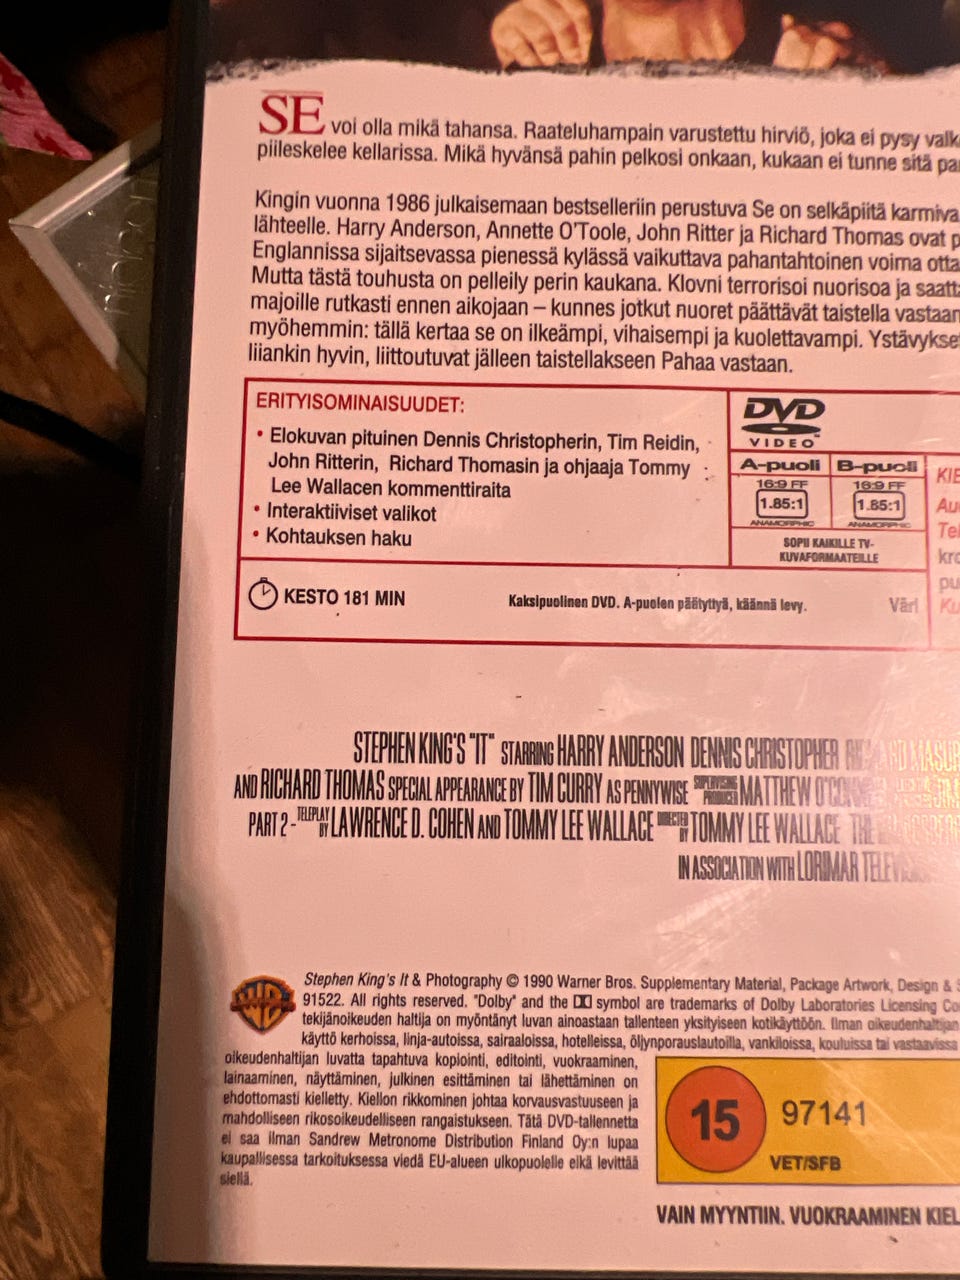 SE voi olla mikä tahansa. Raateluhampain varustettu hirviö, joka ei pysy
piileskelee kellarissa. Mikä hyvänsä pahin pelkosi onkaan, kukaan ei tunne sitä
Kingin vuonna 1986 julkaisemaan bestselleriin perustuva Se on selkäpiitä karmiva
lähteelle. Harry Anderson, Annette O'Toole, John Ritter ja Richard Thomas ovat
Englannissa sijaitsevassa pienessä kylässä vaikuttava pahantahtoinen voima
Mutta tästä touhusta on pelleily perin kaukana. Klovni terrorisoi nuorisoa ja
majoille rutkasti ennen aikojaan – kunnes jotkut nuoret päättävät taistella vastaan
myöhemmin: tällä kertaa se on ilkeämpi, vihaisempi ja kuolettavampi.
liiankin hyvin, liittoutuvat jälleen taistellakseen Pahaa vastaan.
ERITYISOMINAISUUDET:
• Elokuvan pituinen Dennis Christopherin, Tim Reidin,
John Ritterin, Richard Thomasin ja ohjaaja Tommy
Lee Wallacen kommenttiraita
• Interaktiiviset valikot
• Kohtauksen haku
DVD
VIDEO
A-puoli B-puoli
16:9 FF 16:9 FF
1.85:1 1.85:1
ANAMORPHIC ANAMORPHIC
SOPII KAIKILLE TV-
KUVAFORMAATEILLE
KESTO 181 MIN Kaksipuolinen DVD. A-puolen päätyttyä, käännä levy. Väri
STEPHEN KING'S "IT" STARRING HARRY ANDERSON DENNIS CHRISTOPHER
AND RICHARD THOMAS SPECIAL APPEARANCE BY TIM CURRY AS PENNYWISE SUPERVISING PRODUCER MATTHEW
PART 2 - TELEPLAY BY LAWRENCE D. COHEN AND TOMMY LEE WALLACE DIRECTED BY TOMMY LEE WALLACE THE
IN ASSOCIATION WITH LORIMAR
WB
Stephen King's It & Photography © 1990 Warner Bros. Supplementary Material, Package Artwork, Design &
91522. All rights reserved. "Dolby" and the symbol are trademarks of Dolby Laboratories Licensing
tekijänoikeuden haltija on myöntänyt luvan ainoastaan tallenteen yksityiseen kotikäyttöön. Ilman oikeudenhaltijan
käyttö kerhoissa, linja-autoissa, sairaaloissa, hotelleissa, öljynporauslautoilla, vankiloissa, kouluissa tai vastaavissa
oikeudenhaltijan luvatta tapahtuva kopiointi, editointi, vuokraaminen,
lainaaminen, näyttäminen, julkinen esittäminen tai lähettäminen on
ehdottomasti kielletty. Kiellon rikkominen johtaa korvausvastuuseen ja
mahdolliseen rikosoikeudelliseen rangaistukseen. Tätä DVD-tallennetta
ei saa ilman Sandrew Metronome Distribution Finland Oy:n lupaa
kaupallisessa tarkoituksessa viedä EU-alueen ulkopuolelle eikä levittää
siellä.
15 97141
VET/SFB
VAIN MYYNTIIN. VUOKRAAMINEN